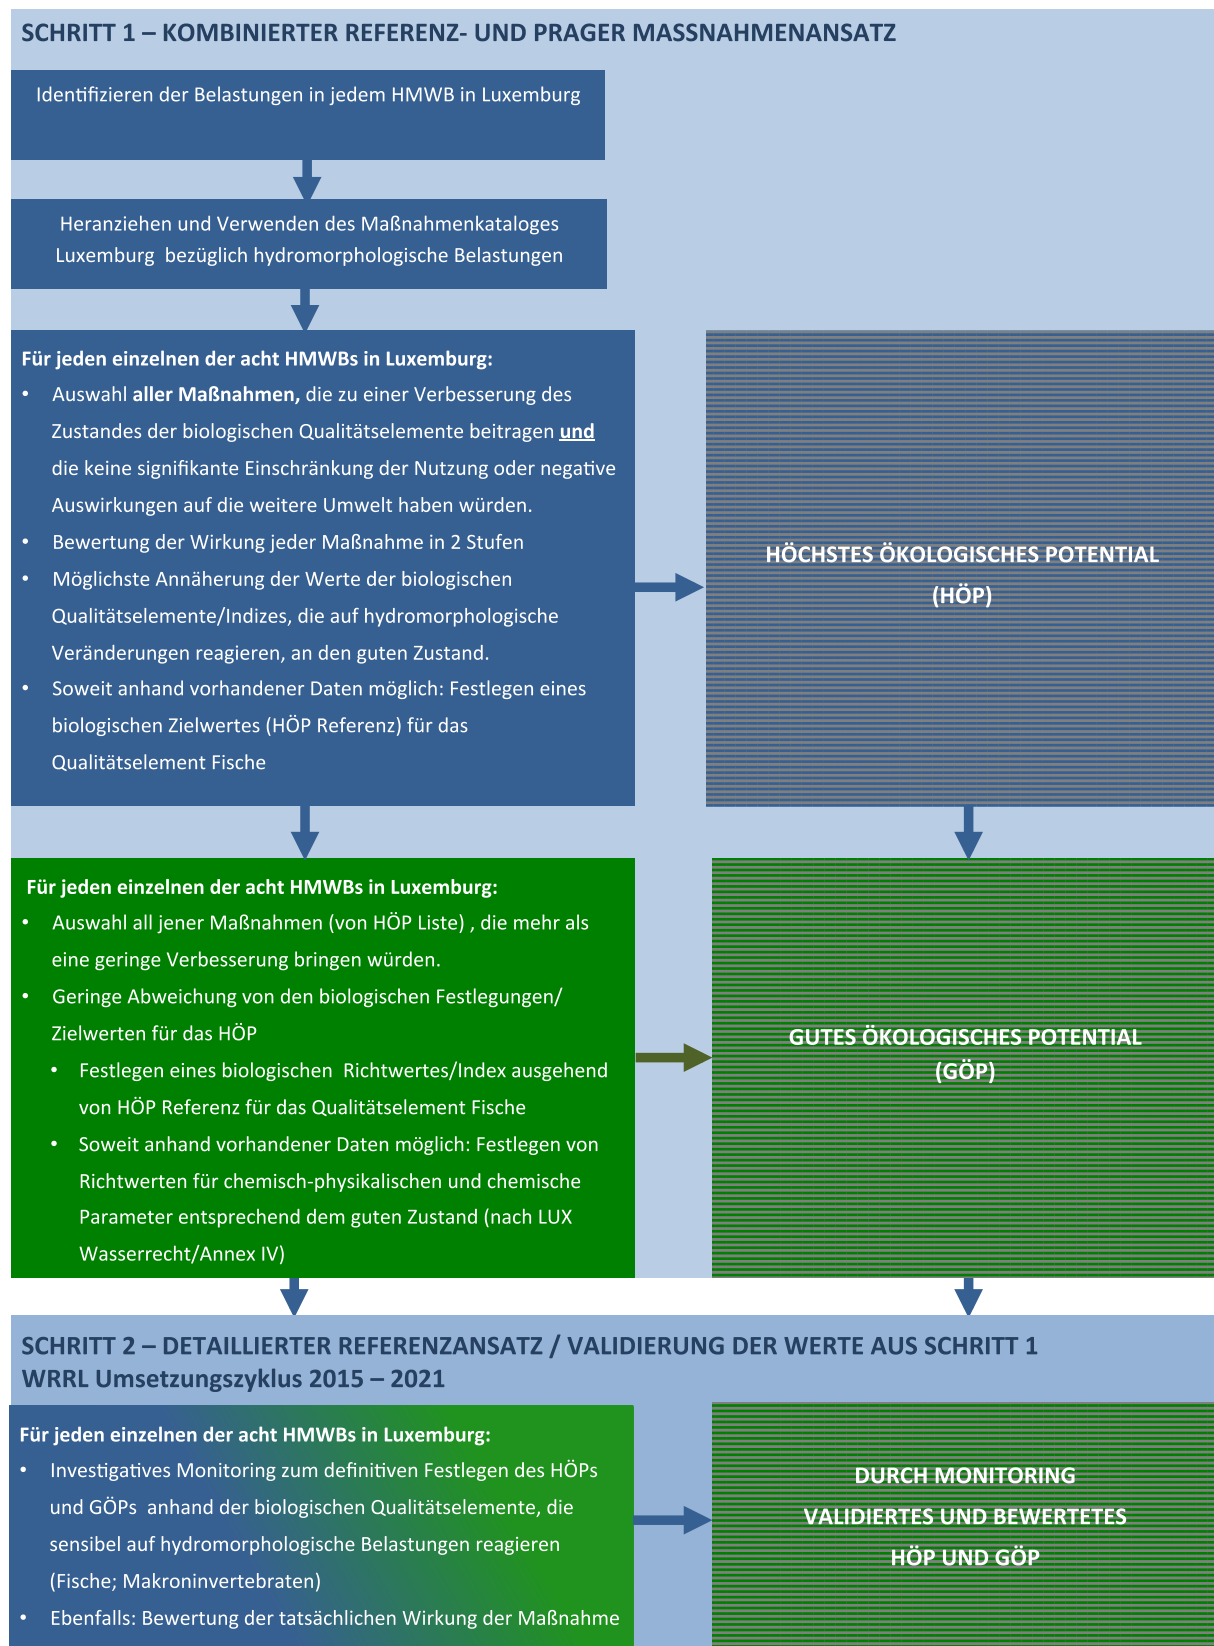 SCHRITT 1 – KOMBINIERTER REFERENZ- UND PRAGER MASSNAHMENANSATZ
Identifizieren der Belastungen in jedem HMWB in Luxemburg
Heranziehen und Verwenden des Maßnahmenkataloges
Luxemburg bezüglich hydromorphologische Belastungen
Für jeden einzelnen der acht HMWBs in Luxemburg:
• Auswahl aller Maßnahmen, die zu einer Verbesserung des
Zustandes der biologischen Qualitätselemente beitragen und
die keine signifikante Einschränkung der Nutzung oder negative
Auswirkungen auf die weitere Umwelt haben würden.
• Bewertung der Wirkung jeder Maßnahme in 2 Stufen
• Möglichste Annäherung der Werte der biologischen
Qualitätselemente/Indizes, die auf hydromorphologische
Veränderungen reagieren, an den guten Zustand.
• Soweit anhand vorhandener Daten möglich: Festlegen eines
biologischen Zielwertes (HÖP Referenz) für das
Qualitätselement Fische
HÖCHSTES ÖKOLOGISCHES POTENTIAL
(HÖP)
Für jeden einzelnen der acht HMWBs in Luxemburg:
• Auswahl all jener Maßnahmen (von HÖP Liste) , die mehr als
eine geringe Verbesserung bringen würden.
• Geringe Abweichung von den biologischen Festlegungen/
Zielwerten für das HÖP
• Festlegen eines biologischen Richtwertes/Index ausgehend
von HÖP Referenz für das Qualitätselement Fische
• Soweit anhand vorhandener Daten möglich: Festlegen von
Richtwerten für chemisch-physikalischen und chemische
Parameter entsprechend dem guten Zustand (nach LUX
Wasserrecht/Annex IV)
GUTES ÖKOLOGISCHES POTENTIAL
(GÖP)
SCHRITT 2 – DETAILLIERTER REFERENZANSATZ / VALIDIERUNG DER WERTE AUS SCHRITT 1
WRRL Umsetzungszyklus 2015 – 2021
Für jeden einzelnen der acht HMWBs in Luxemburg:
• Investigatives Monitoring zum definitiven Festlegen des HÖPs
und GÖPs anhand der biologischen Qualitätselemente, die
sensibel auf hydromorphologische Belastungen reagieren
(Fische; Makroninvertebraten)
• Ebenfalls: Bewertung der tatsächlichen Wirkung der Maßnahme
DURCH MONITORING
VALIDIERTES UND BEWERTETES
HÖP UND GÖP